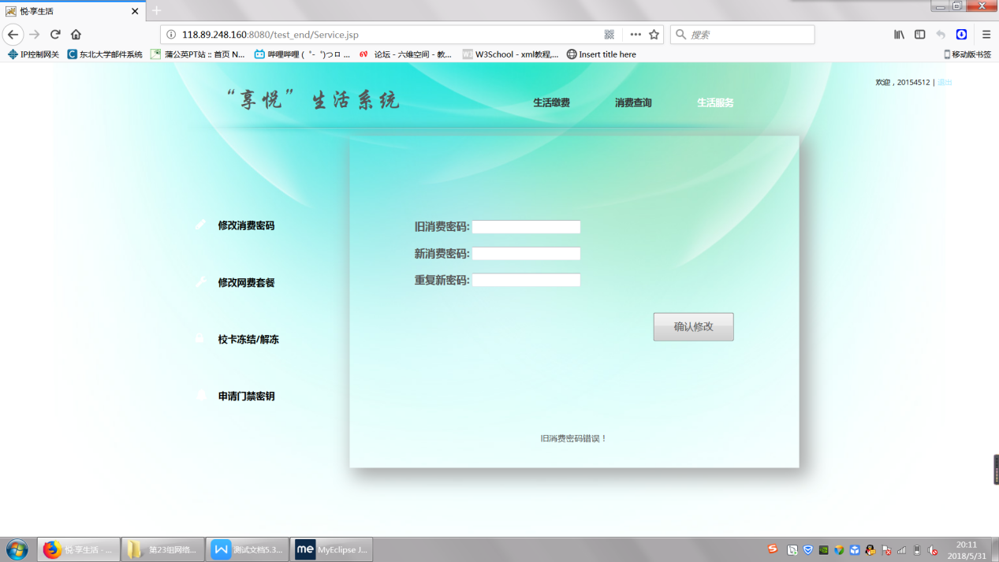 悦·享生活
118.89.248.160:8080/test_end/Service.jsp
搜索
IP控制网关 东北大学邮件系统 蒲公英PT站 :: 首页 N... 哔哩哔哩 ( ゜- ゜)つロ ... 6V 论坛 - 六维空间 - 教... W3School - xml教程,... Insert title here 移动版书签
欢迎，20154512 | 退出
“享悦”生活系统
生活缴费 消费查询 生活服务
修改消费密码
修改网费套餐
校卡冻结/解冻
申请门禁密钥
旧消费密码:
新消费密码:
重复新密码:
确认修改
旧消费密码错误！
悦·享生活 - ... 第23组网络... 测试文档5.3... me MyEclipse J...
20:11
2018/5/31